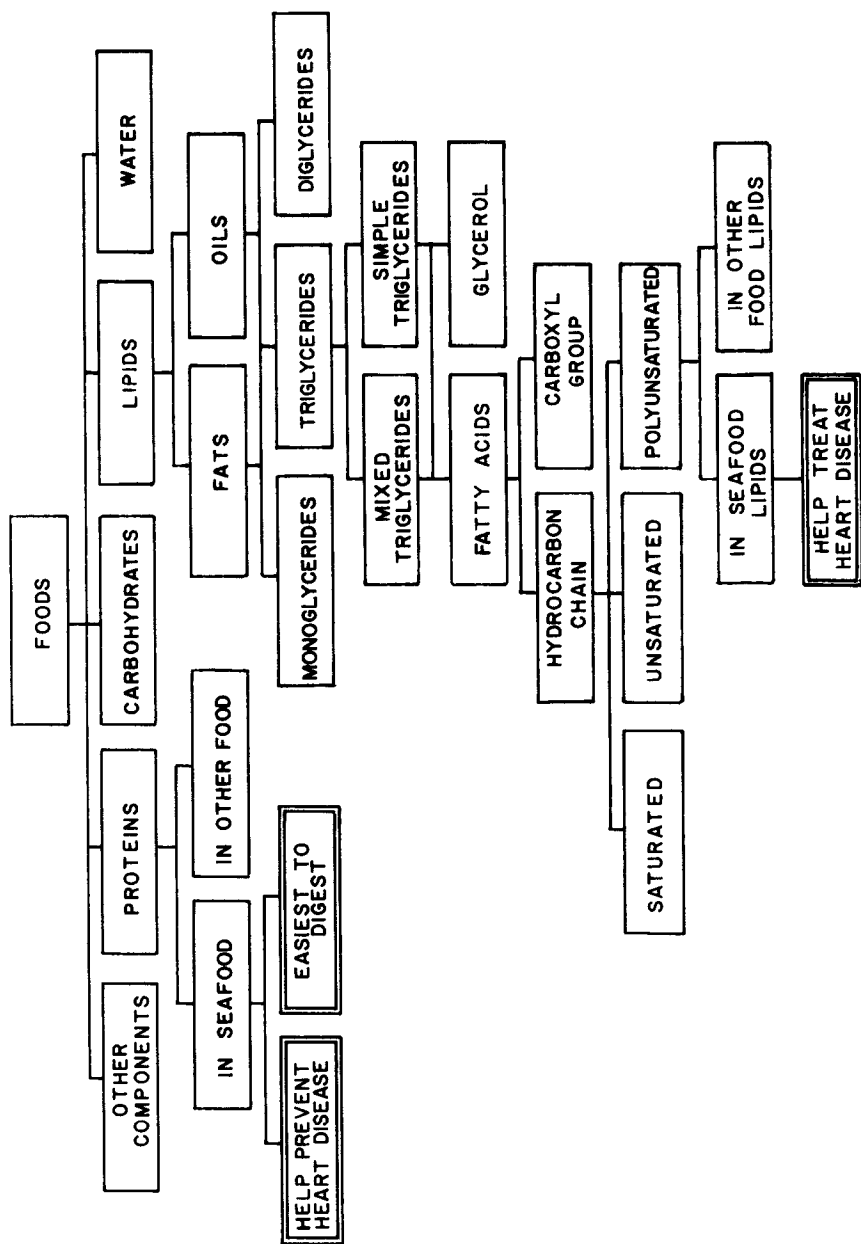 FOODS
OTHER
COMPONENTS
PROTEINS
CARBOHYDRATES
LIPIDS
WATER
IN SEAFOOD
IN OTHER FOOD
FATS
OILS
HELP PREVENT
HEART DISEASE
EASIEST TO
DIGEST
MONOGLYCERIDES
TRIGLYCERIDES
DIGLYCERIDES
MIXED
TRIGLYCERIDES
SIMPLE
TRIGLYCERIDES
FATTY ACIDS
GLYCEROL
HYDROCARBON
CHAIN
CARBOXYL
GROUP
SATURATED
UNSATURATED
POLYUNSATURATED
IN SEAFOOD
LIPIDS
IN OTHER
FOOD LIPIDS
HELP TREAT
HEART DISEASE